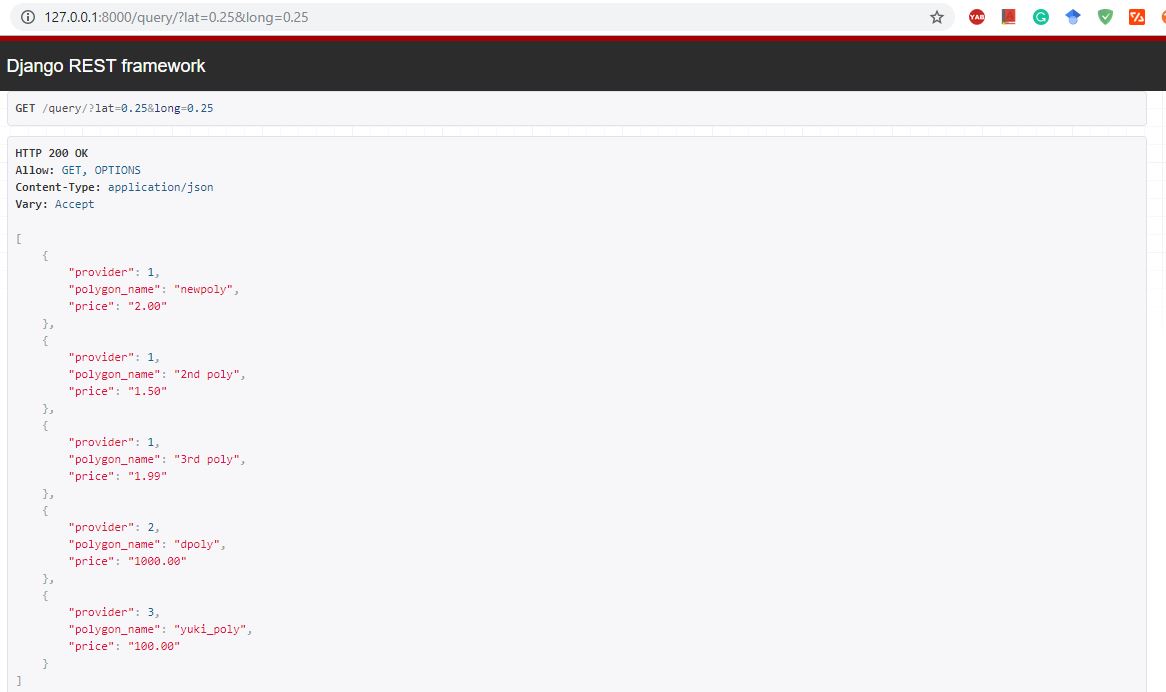 127.0.0.1:8000/query/?lat=0.25&long=0.25
YAB
Django REST framework
GET /query/?lat=0.25&long=0.25
HTTP 200 OK
Allow: GET, OPTIONS
Content-Type: application/json
Vary: Accept
[
    {
        "provider": 1,
        "polygon_name": "newpoly",
        "price": "2.00"
    },
    {
        "provider": 1,
        "polygon_name": "2nd poly",
        "price": "1.50"
    },
    {
        "provider": 1,
        "polygon_name": "3rd poly",
        "price": "1.99"
    },
    {
        "provider": 2,
        "polygon_name": "dpoly",
        "price": "1000.00"
    },
    {
        "provider": 3,
        "polygon_name": "yuki_poly",
        "price": "100.00"
    }
]